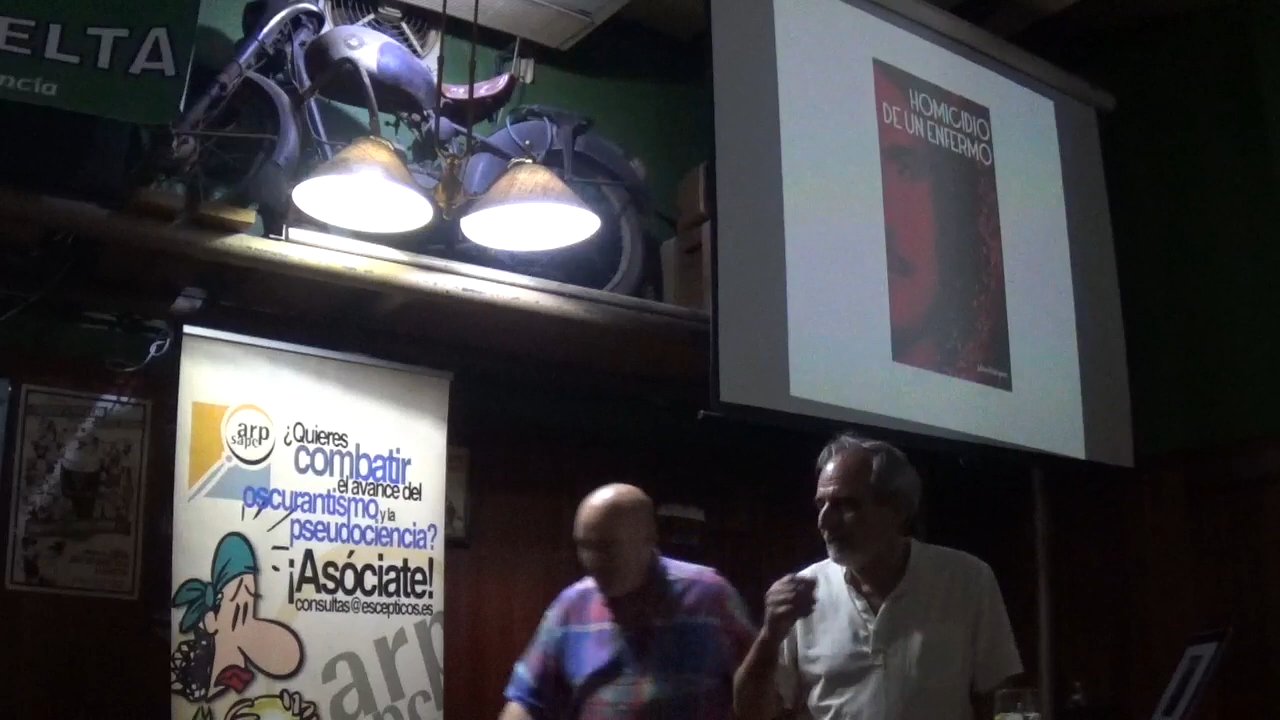 ELTA
ncia
HOMICIDIO
DE UN ENFERMO
arp
sapc
¿Quieres
combatir
el avance del
oscurantismo y la
pseudociencia?
¡Asóciate!
consultas@escepticos.es
arp